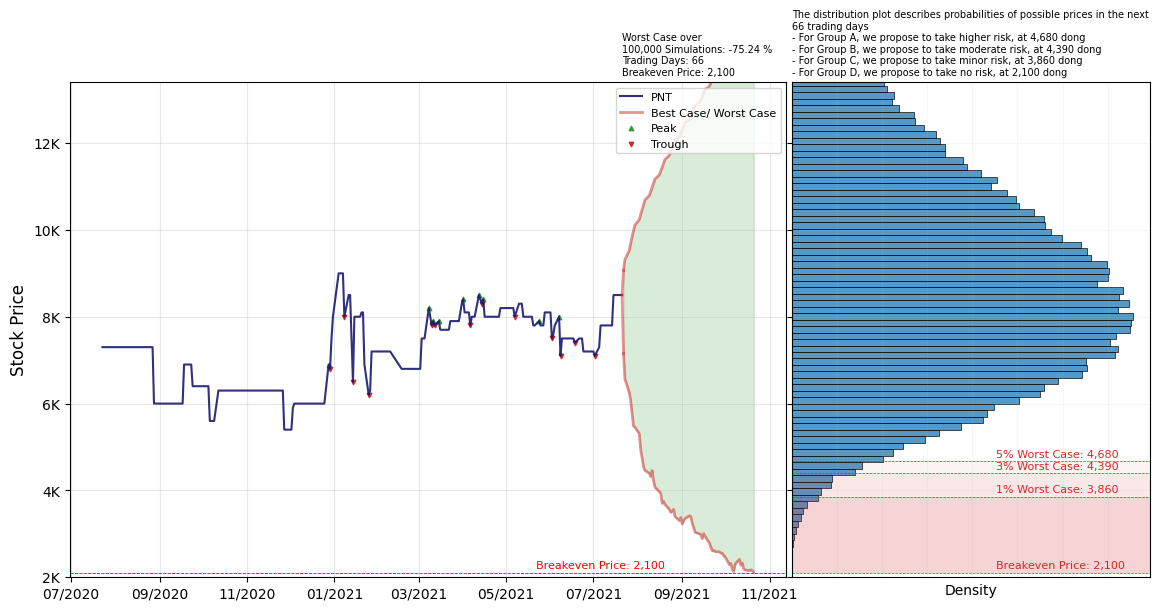 The distribution plot describes probabilities of possible prices in the next
66 trading days
- For Group A, we propose to take higher risk, at 4,680 dong
- For Group B, we propose to take moderate risk, at 4,390 dong
- For Group C, we propose to take minor risk, at 3,860 dong
- For Group D, we propose to take no risk, at 2,100 dong
Worst Case over
100,000 Simulations: -75.24 %
Trading Days: 66
Breakeven Price: 2,100
PNT
Best Case/ Worst Case
Peak
Trough
12K
10K
8K
6K
4K
2K
Stock Price
5% Worst Case: 4,680
3% Worst Case: 4,390
1% Worst Case: 3,860
Breakeven Price: 2,100
Breakeven Price: 2,100
07/2020
09/2020
11/2020
01/2021
03/2021
05/2021
07/2021
09/2021
11/2021
Density